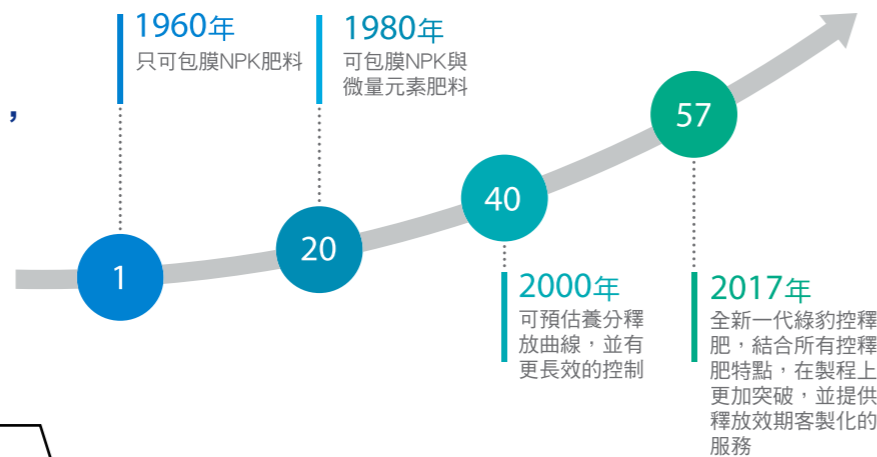 ，
1960年
只可包膜NPK肥料
1
1980年
可包膜NPK與
微量元素肥料
20
40
2000年
可預估養分釋
放曲線，並有
更長效的控制
57
2017年
全新一代綠豹控釋
肥，結合所有控釋
肥特點，在製程上
更加突破，並提供
釋放效期客製化的
服務